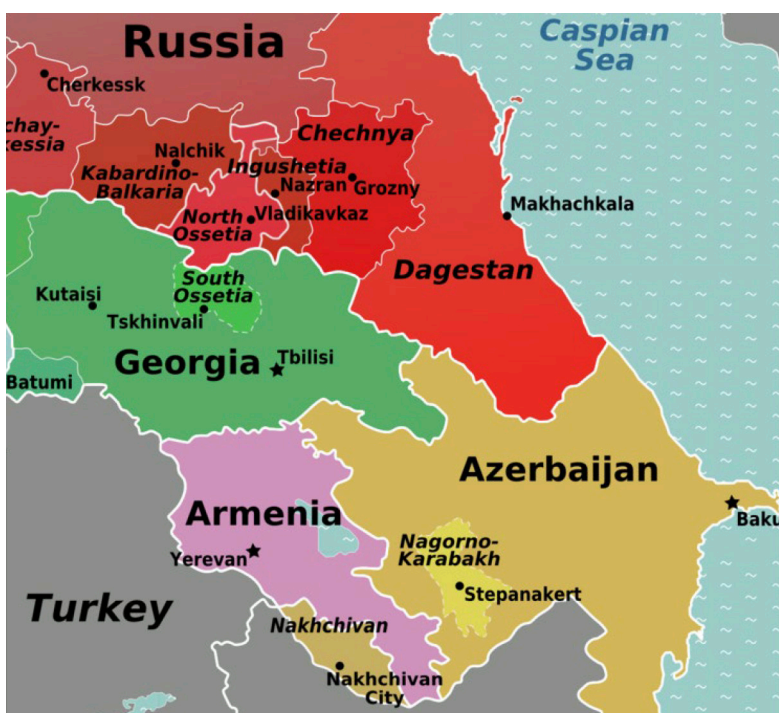 Russia
Caspian
Sea
Cherkessk
chay-
kessia
Chechnya
Nalchik
Kabardino-
Balkaria
Ingushetia
Nazran
Grozny
Makhachkala
North
Ossetia
Vladikavkaz
Dagestan
South
Ossetia
Kutaisi
Tskhinvali
Georgia
Tbilisi
Batumi
Azerbaijan
Baku
Armenia
Nagorno-
Karabakh
Yerevan
Stepanakert
Turkey
Nakhchivan
Nakhchivan
City